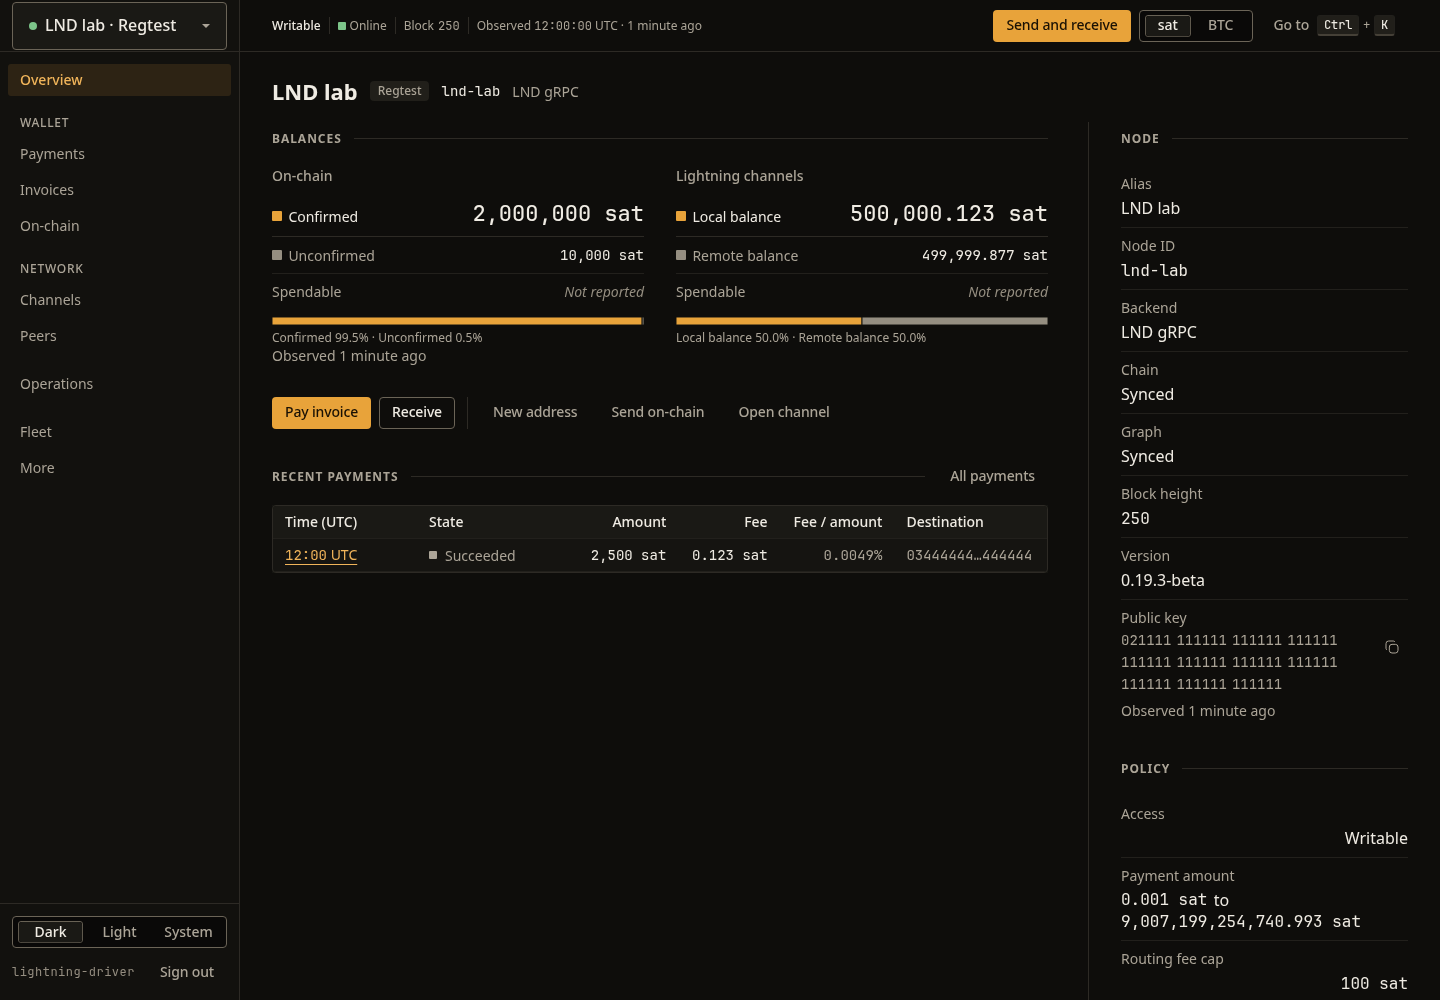 LND lab · Regtest
Writable
Online
Block 250
Observed 12:00:00 UTC · 1 minute ago
Send and receive
sat
BTC
Go to Ctrl + K
Overview
WALLET
Payments
Invoices
On-chain
NETWORK
Channels
Peers
Operations
Fleet
More
Dark
Light
System
lightning-driver
Sign out
LND lab
Regtest
lnd-lab
LND gRPC
BALANCES
On-chain
Confirmed 2,000,000 sat
Unconfirmed 10,000 sat
Spendable Not reported
Confirmed 99.5% · Unconfirmed 0.5%
Observed 1 minute ago
Lightning channels
Local balance 500,000.123 sat
Remote balance 499,999.877 sat
Spendable Not reported
Local balance 50.0% · Remote balance 50.0%
Pay invoice
Receive
New address
Send on-chain
Open channel
RECENT PAYMENTS
All payments
Time (UTC) State Amount Fee Fee / amount Destination
12:00 UTC Succeeded 2,500 sat 0.123 sat 0.0049% 03444444…444444
NODE
Alias
LND lab
Node ID
lnd-lab
Backend
LND gRPC
Chain
Synced
Graph
Synced
Block height
250
Version
0.19.3-beta
Public key
021111 111111 111111 111111
111111 111111 111111 111111
111111 111111 111111
Observed 1 minute ago
POLICY
Access
Writable
Payment amount
0.001 sat to
9,007,199,254,740.993 sat
Routing fee cap
100 sat